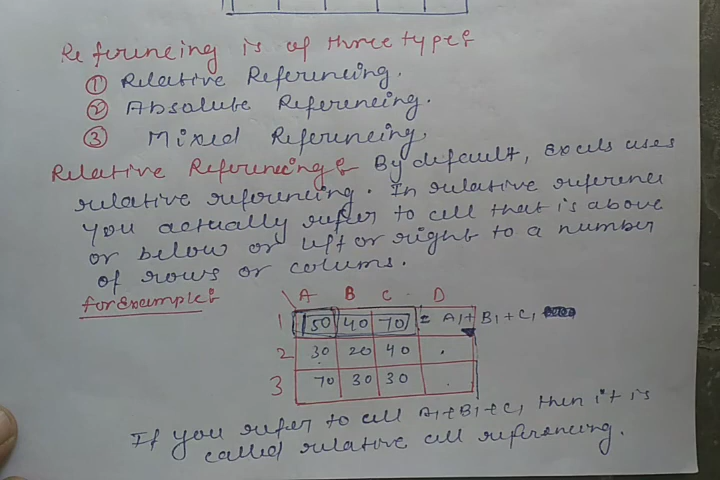 Referencing is of three types
① Relative Referencing.
② Absolute Referencing.
③ Mixed Referencing.
Relative Referencing : By default, excels uses
relative referencing. In relative reference
you actually refer to cell that is above
or below or left or right to a number
of rows or colums.
for example :
A B C D
1 50 40 70 = A1+B1+C1
2 30 20 40 .
3 70 30 30 .
If you refer to cell A1+B1+C1 then it is
called relative cell referencing.